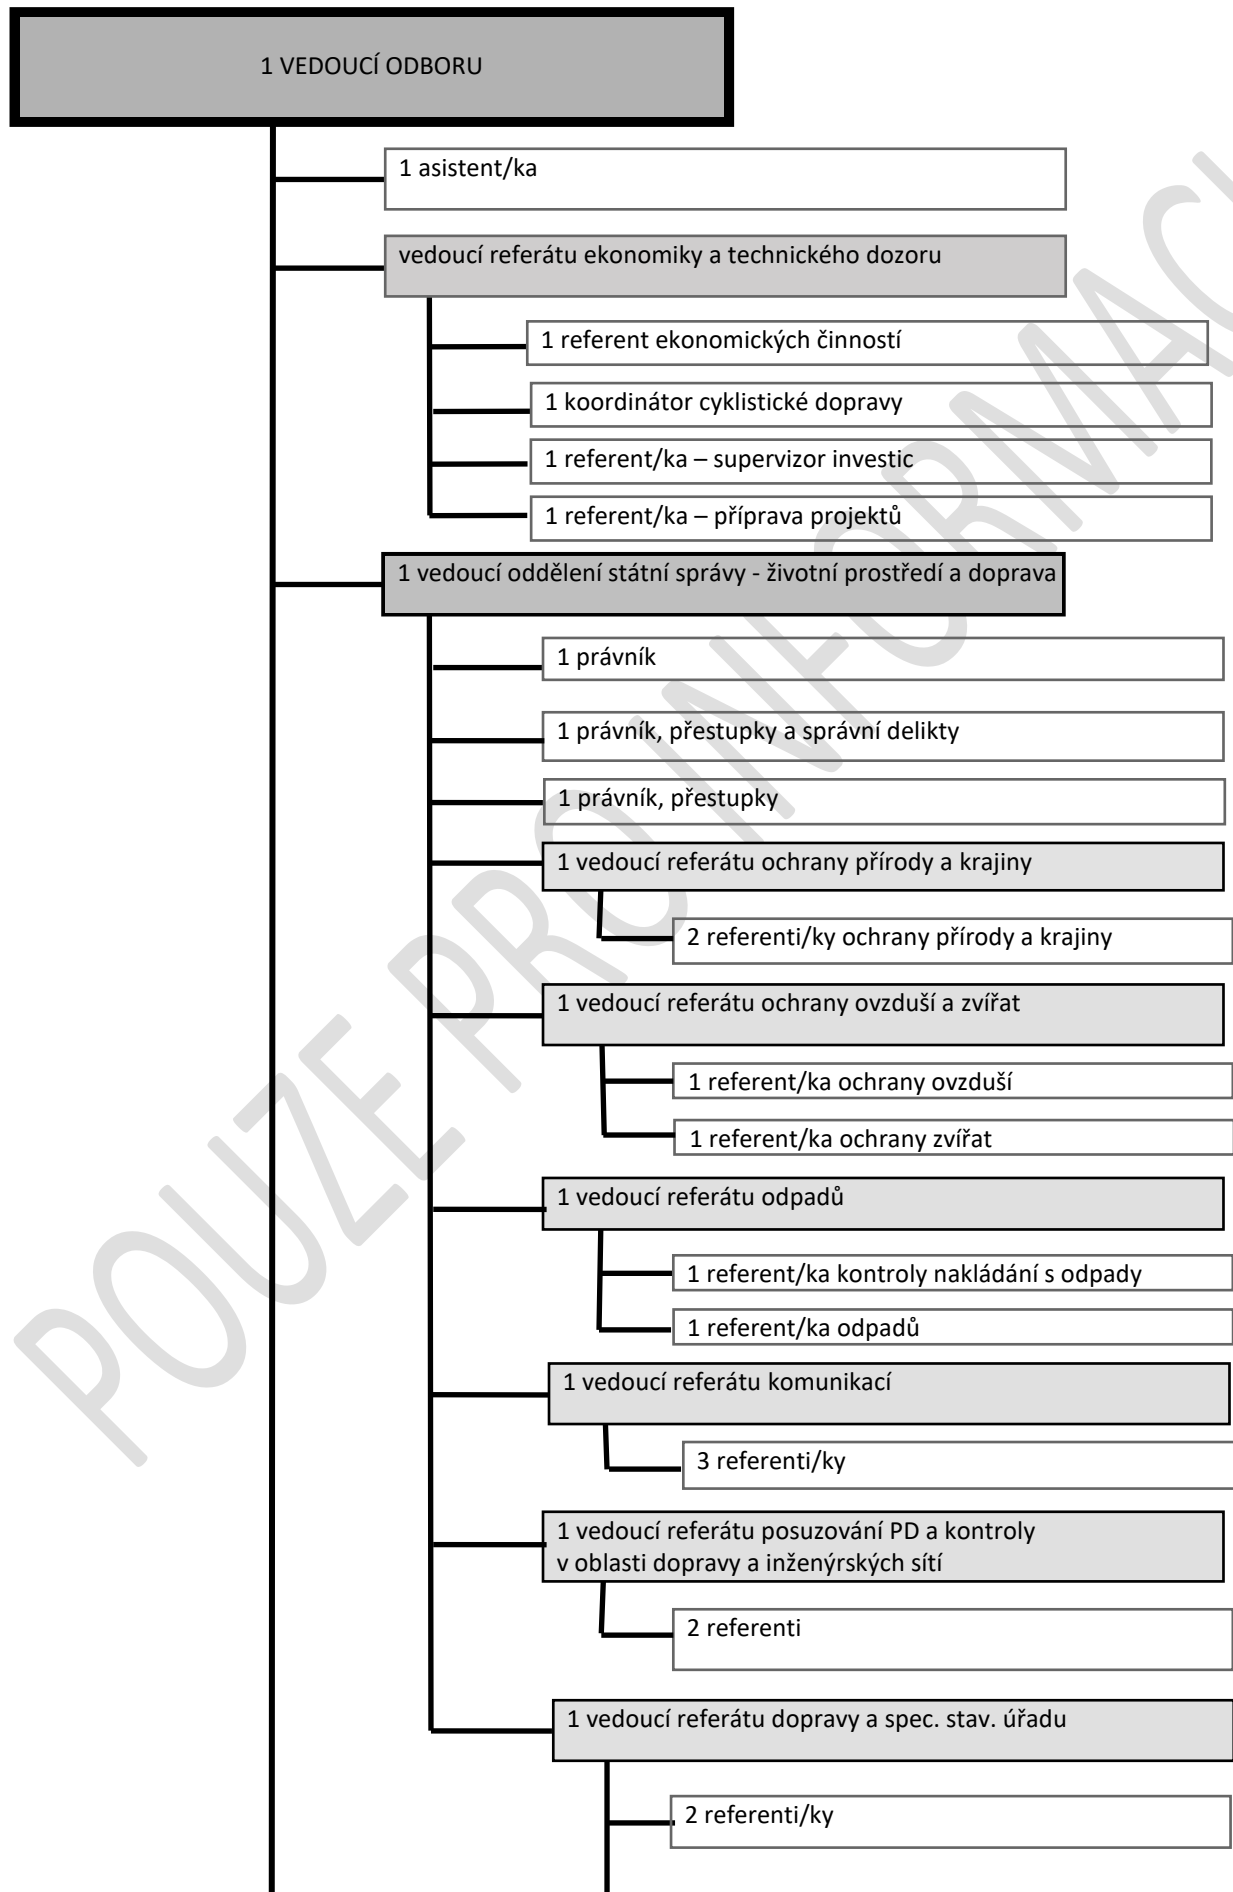 1 VEDOUCÍ ODBORU
1 asistent/ka
vedoucí referátu ekonomiky a technického dozoru
1 referent ekonomických činností
1 koordinátor cyklistické dopravy
1 referent/ka – supervizor investic
1 referent/ka – příprava projektů
1 vedoucí oddělení státní správy - životní prostředí a doprava
1 právník
1 právník, přestupky a správní delikty
1 právník, přestupky
1 vedoucí referátu ochrany přírody a krajiny
2 referenti/ky ochrany přírody a krajiny
1 vedoucí referátu ochrany ovzduší a zvířat
1 referent/ka ochrany ovzduší
1 referent/ka ochrany zvířat
1 vedoucí referátu odpadů
1 referent/ka kontroly nakládání s odpady
1 referent/ka odpadů
1 vedoucí referátu komunikací
3 referenti/ky
1 vedoucí referátu posuzování PD a kontroly
v oblasti dopravy a inženýrských sítí
2 referenti
1 vedoucí referátu dopravy a spec. stav. úřadu
2 referenti/ky
POUZE PRO